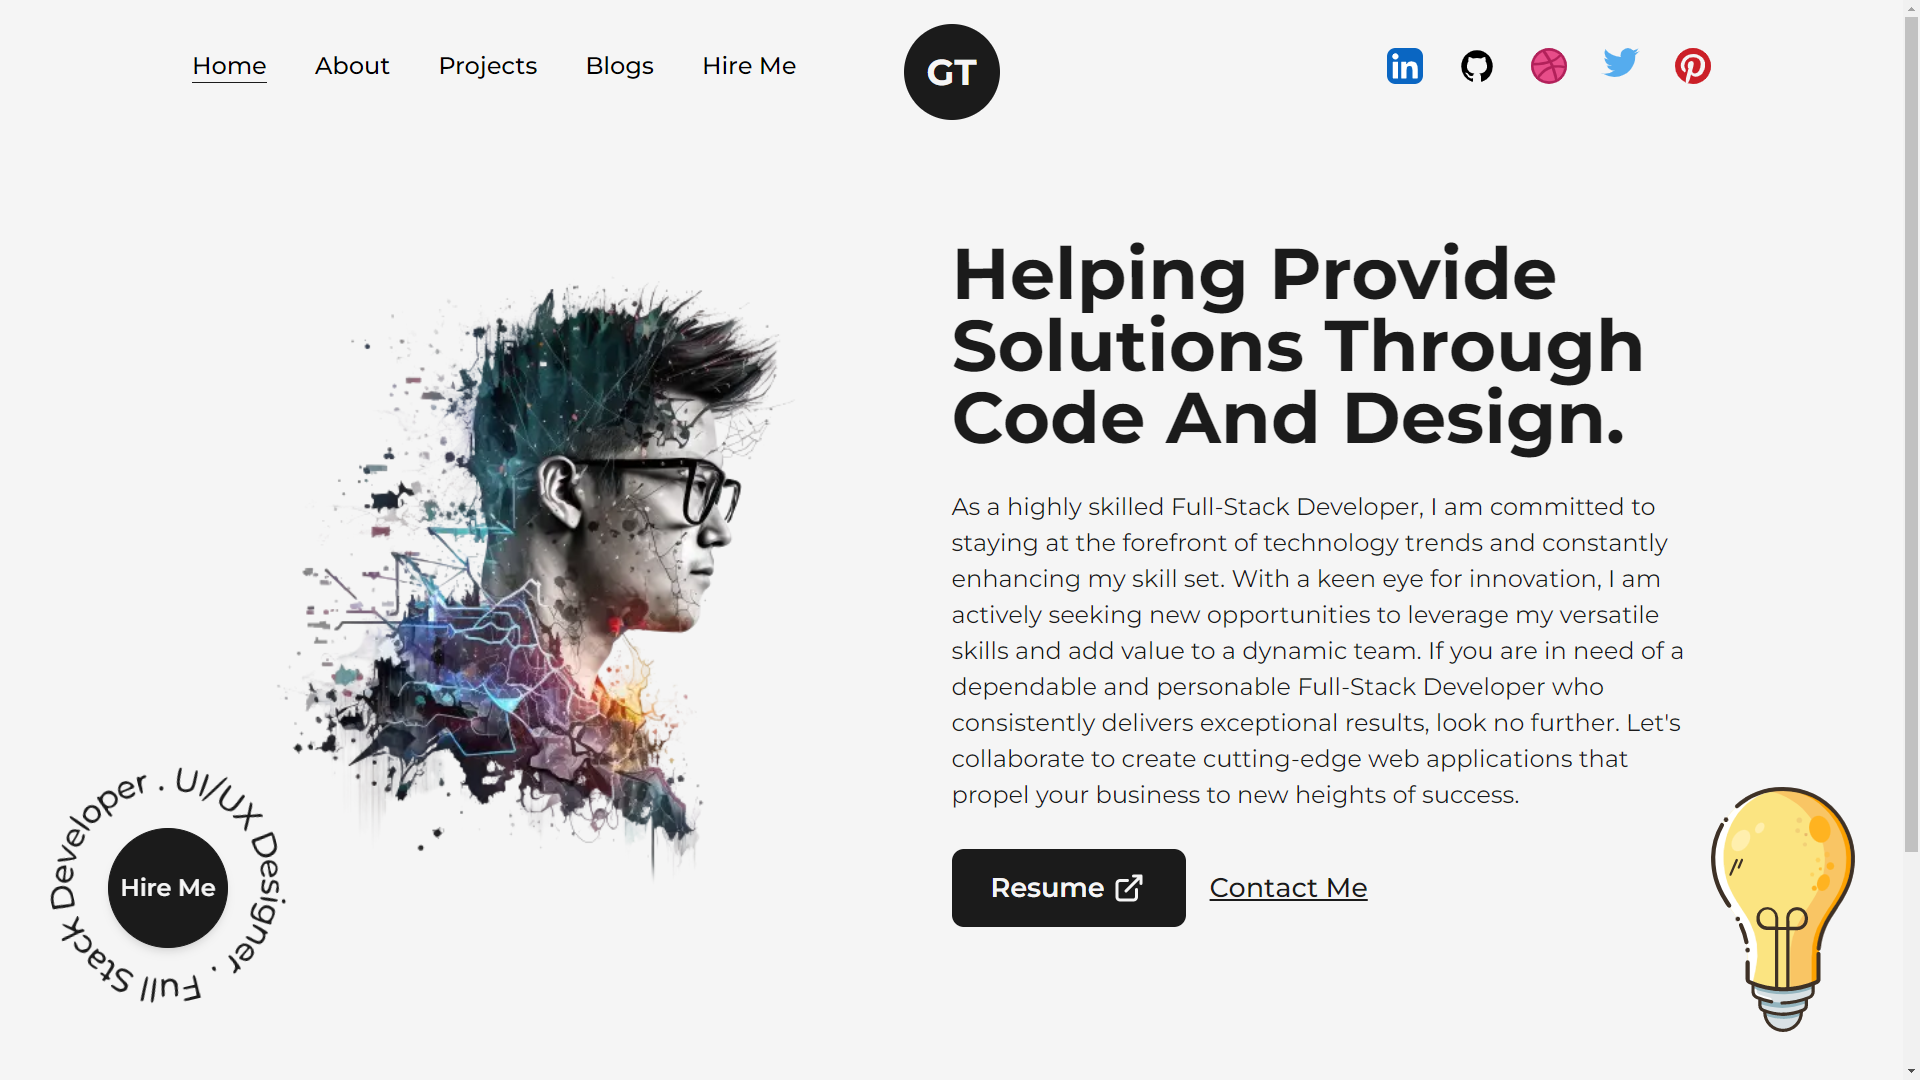 Home About Projects Blogs Hire Me
GT
in
Helping Provide
Solutions Through
Code And Design.
As a highly skilled Full-Stack Developer, I am committed to
staying at the forefront of technology trends and constantly
enhancing my skill set. With a keen eye for innovation, I am
actively seeking new opportunities to leverage my versatile
skills and add value to a dynamic team. If you are in need of a
dependable and personable Full-Stack Developer who
consistently delivers exceptional results, look no further. Let's
collaborate to create cutting-edge web applications that
propel your business to new heights of success.
Resume
Contact Me
Full Stack Developer . UI/UX Designer .
Hire Me